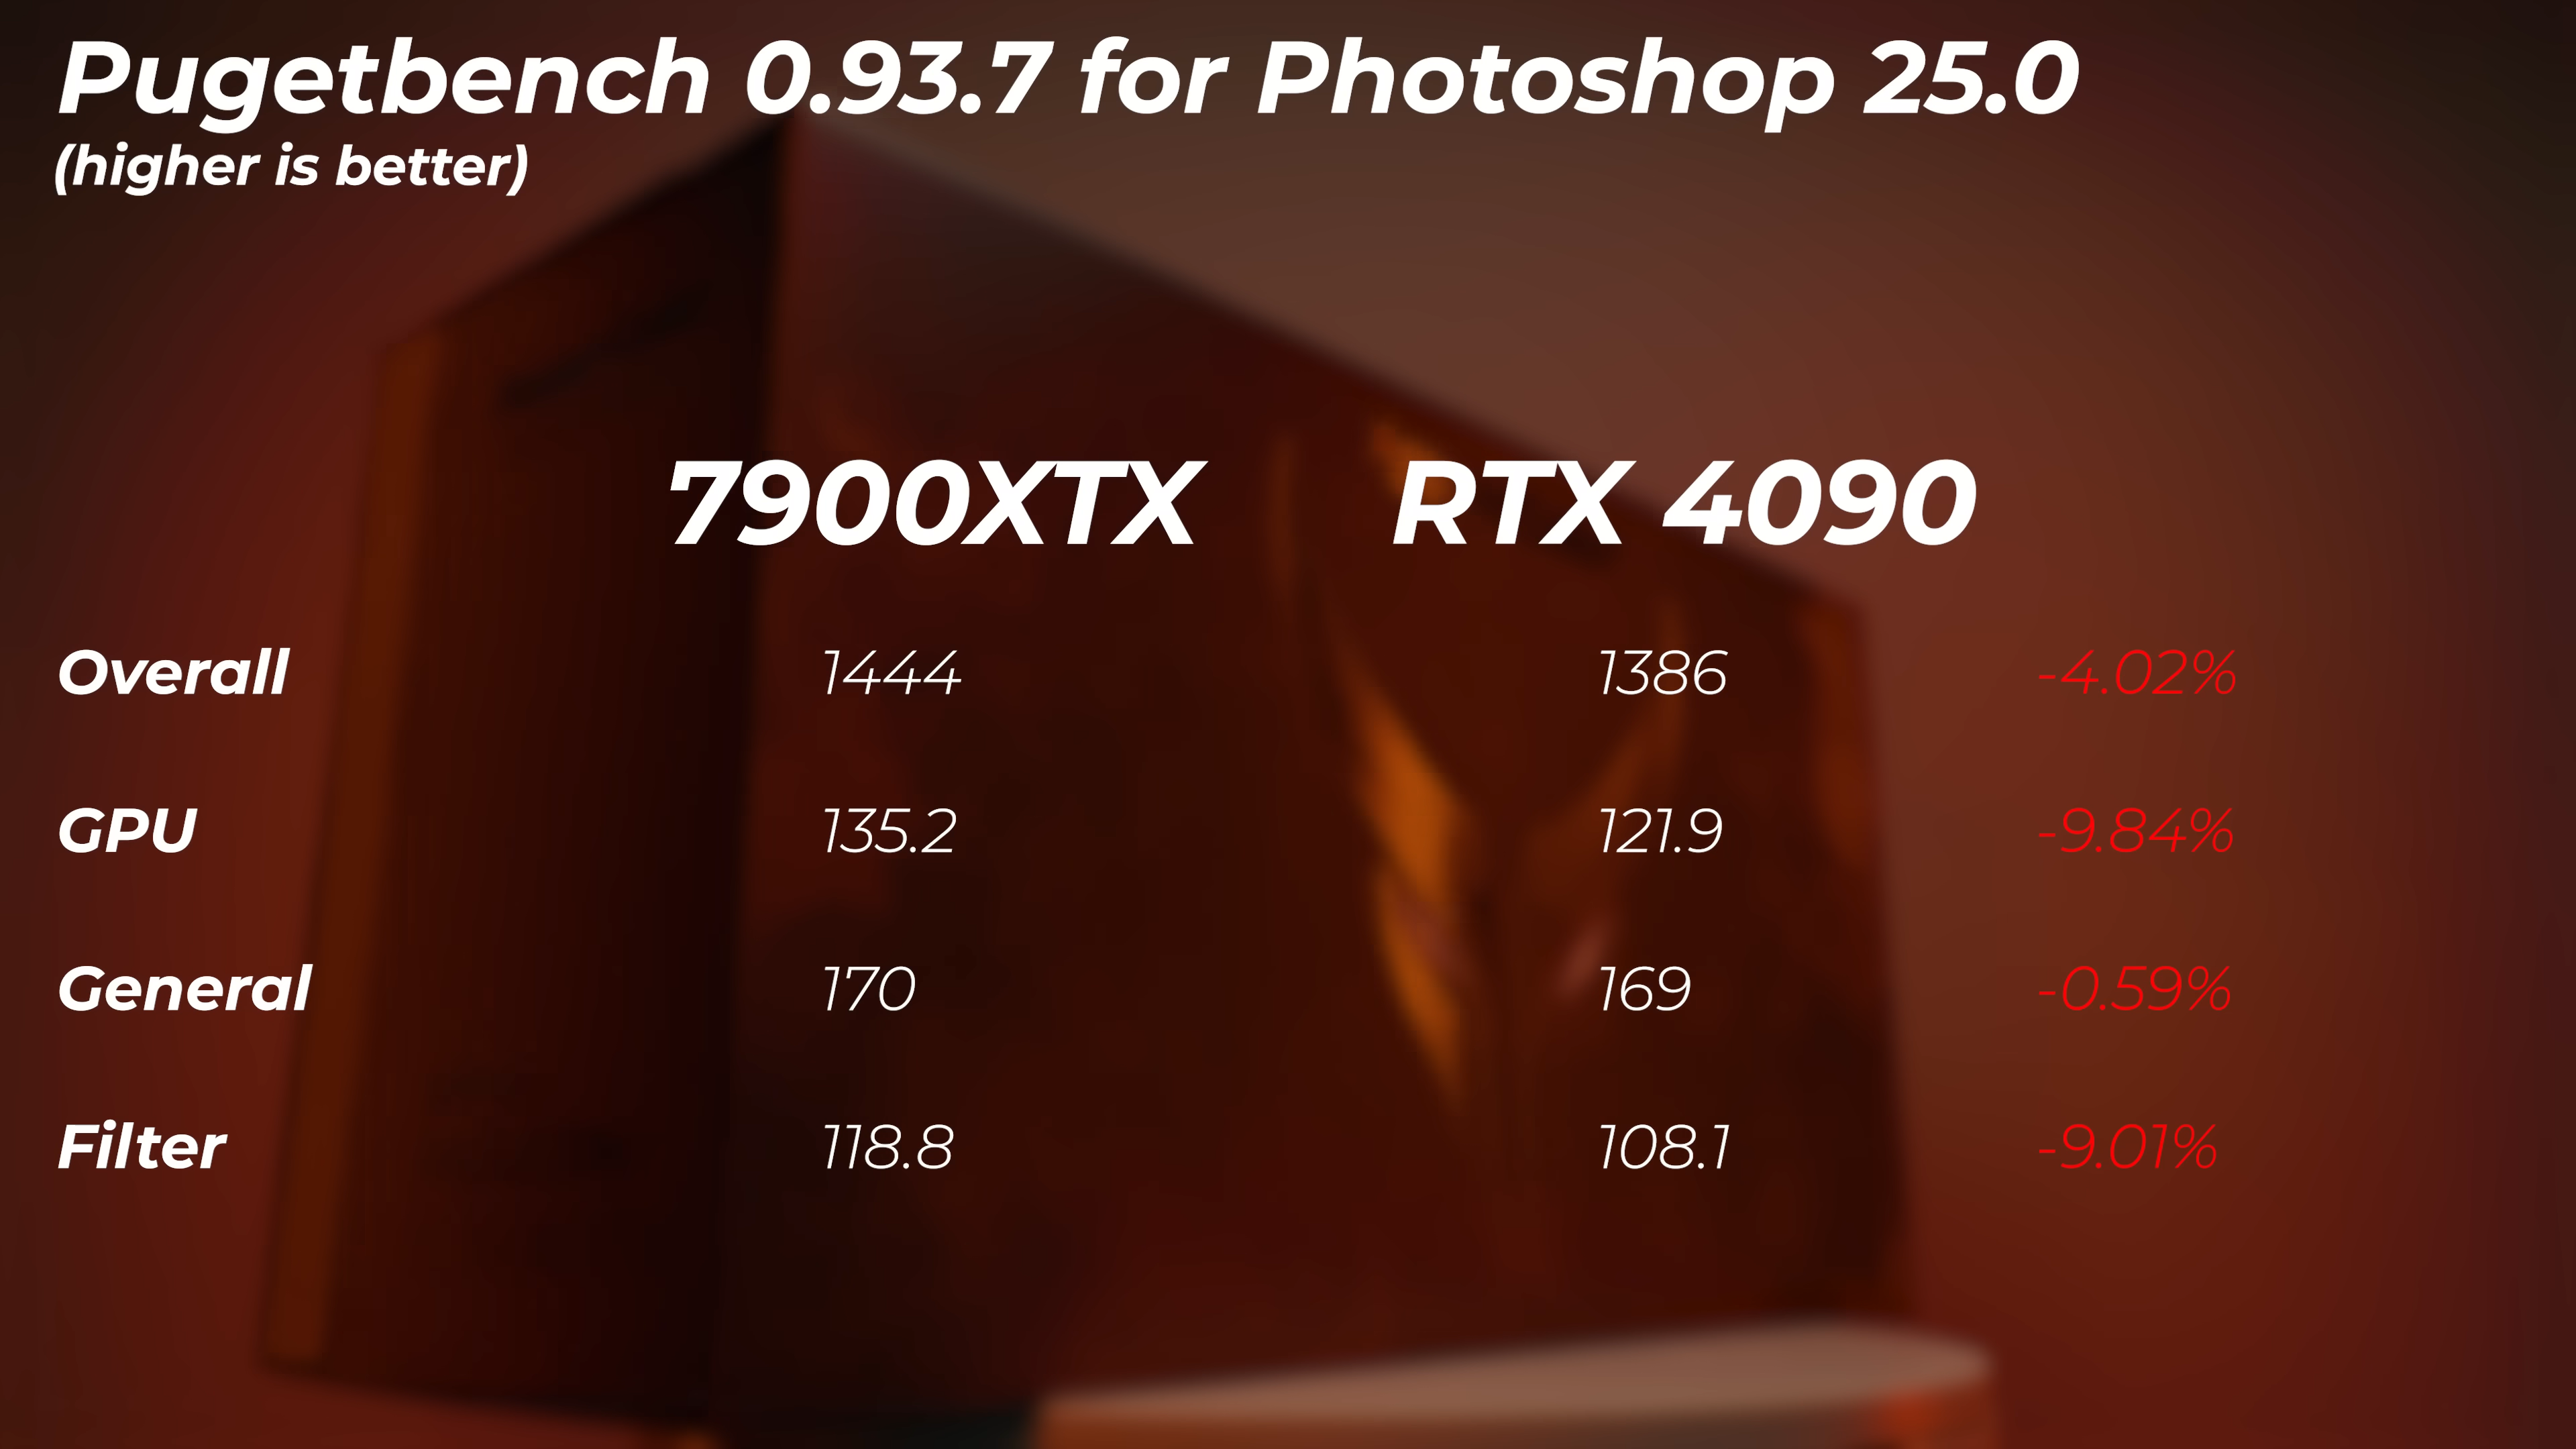 Pugetbench 0.93.7 for Photoshop 25.0
(higher is better)
7900XTX RTX 4090
Overall 1444 1386 -4.02%
GPU 135.2 121.9 -9.84%
General 170 169 -0.59%
Filter 118.8 108.1 -9.01%